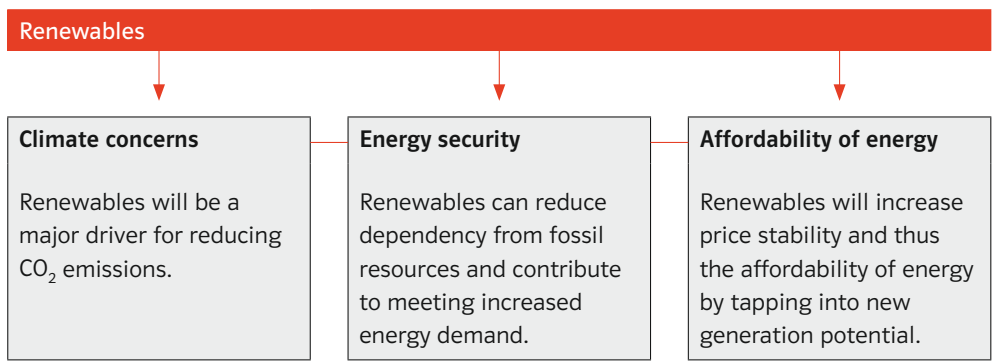 Renewables
Climate concerns
Renewables will be a
major driver for reducing
CO₂ emissions.
Energy security
Renewables can reduce
dependency from fossil
resources and contribute
to meeting increased
energy demand.
Affordability of energy
Renewables will increase
price stability and thus
the affordability of energy
by tapping into new
generation potential.